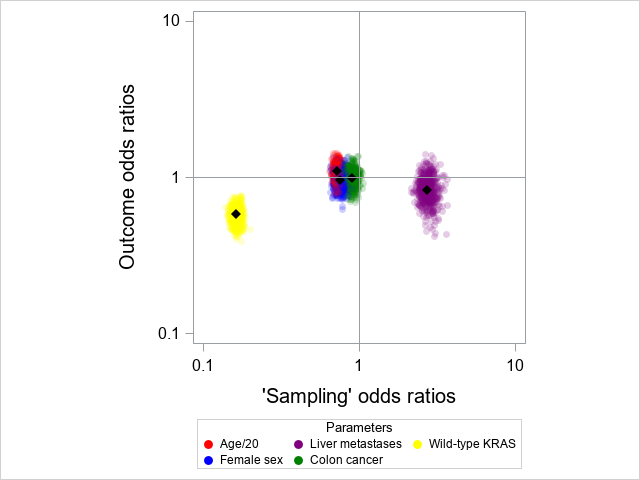 10
1
0.1
Outcome odds ratios
0.1 1 10
'Sampling' odds ratios
Parameters
Age/20 Liver metastases Wild-type KRAS
Female sex Colon cancer